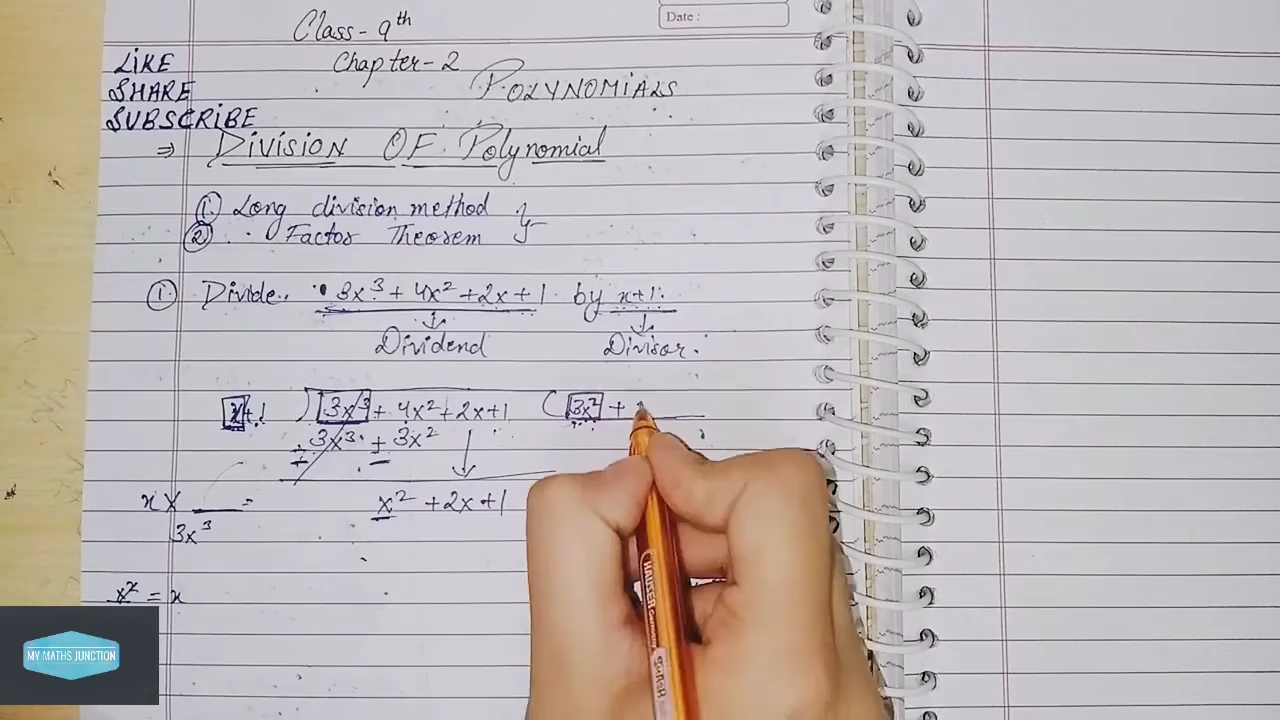 Date :
Class-9th
Chapter-2
LIKE
SHARE
SUBSCRIBE
POLYNOMIALS
⇒ DIVISION OF Polynomial
① Long division method
② Factor Theorem
① Divide 3x³ + 4x² + 2x + 1 by x+1
Dividend Divisor
x+1 ) 3x³ + 4x² + 2x + 1 ( 3x² +
3x³ + 3x²
x X ___ =
3x³
x² + 2x + 1
x² = x
HAUSER
MY MATHS JUNCTION